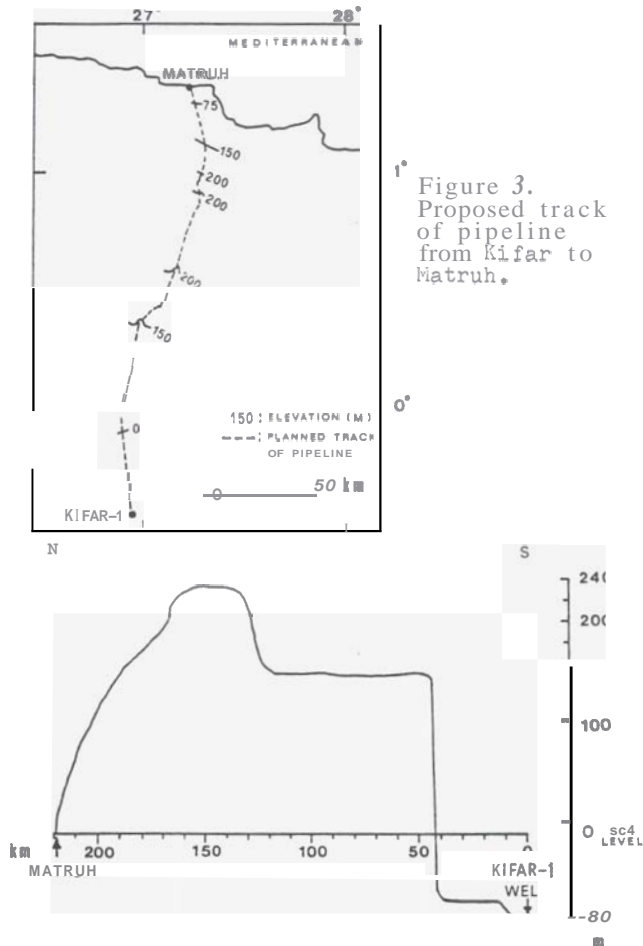 27° 28°
MEDITERRANEAN
MATRUH
75
150
1°
200
200
Figure 3.
Proposed track
of pipeline
from Kifar to
Matruh.
200
150
0°
150 : ELEVATION (M)
0
----: PLANNED TRACK
OF PIPELINE
0 50 km
KIFAR-1
N S
240
200
100
0 sc4
LEVEL
km 200 150 100 50 0
MATRUH KIFAR-1
WEL
-80
m